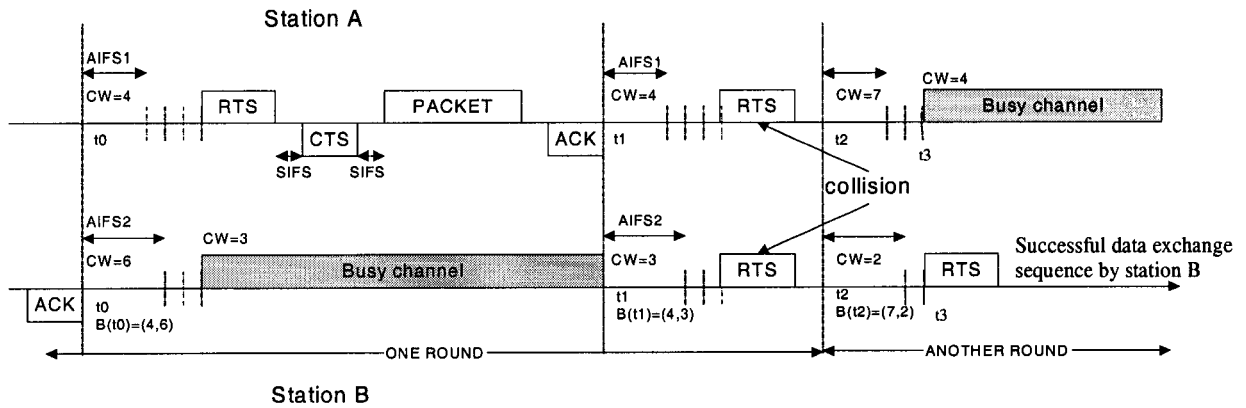 Station A
AIFS1
CW=4
RTS
PACKET
t0
CTS
ACK
SIFS
SIFS
AIFS1
CW=4
RTS
t1
CW=7
CW=4
Busy channel
t2
t3
collision
AIFS2
CW=6
CW=3
Busy channel
ACK
t0
B(t0)=(4,6)
AIFS2
CW=3
RTS
t1
B(t1)=(4,3)
CW=2
RTS
Successful data exchange
sequence by station B
t2
B(t2)=(7,2)
t3
ONE ROUND
ANOTHER ROUND
Station B